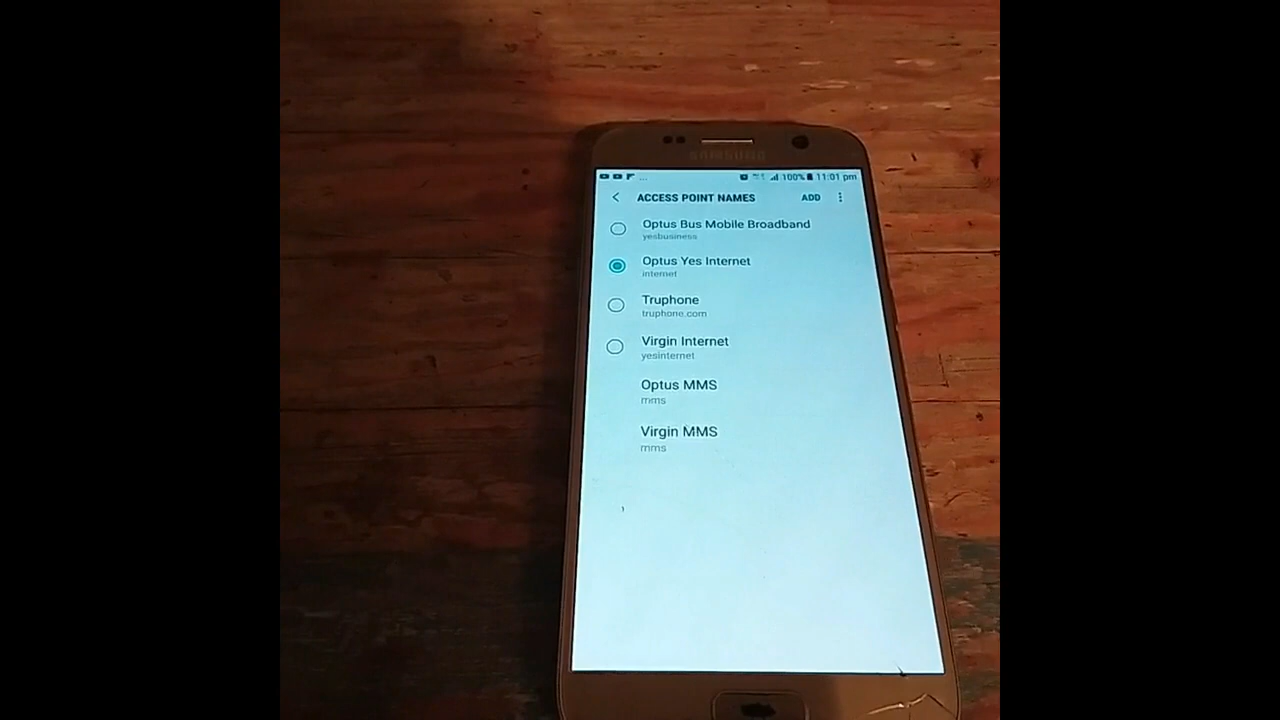 SAMSUNG
100% 11:01 pm
ACCESS POINT NAMES ADD
Optus Bus Mobile Broadband
yesbusiness
Optus Yes Internet
internet
Truphone
truphone.com
Virgin Internet
yesinternet
Optus MMS
mms
Virgin MMS
mms